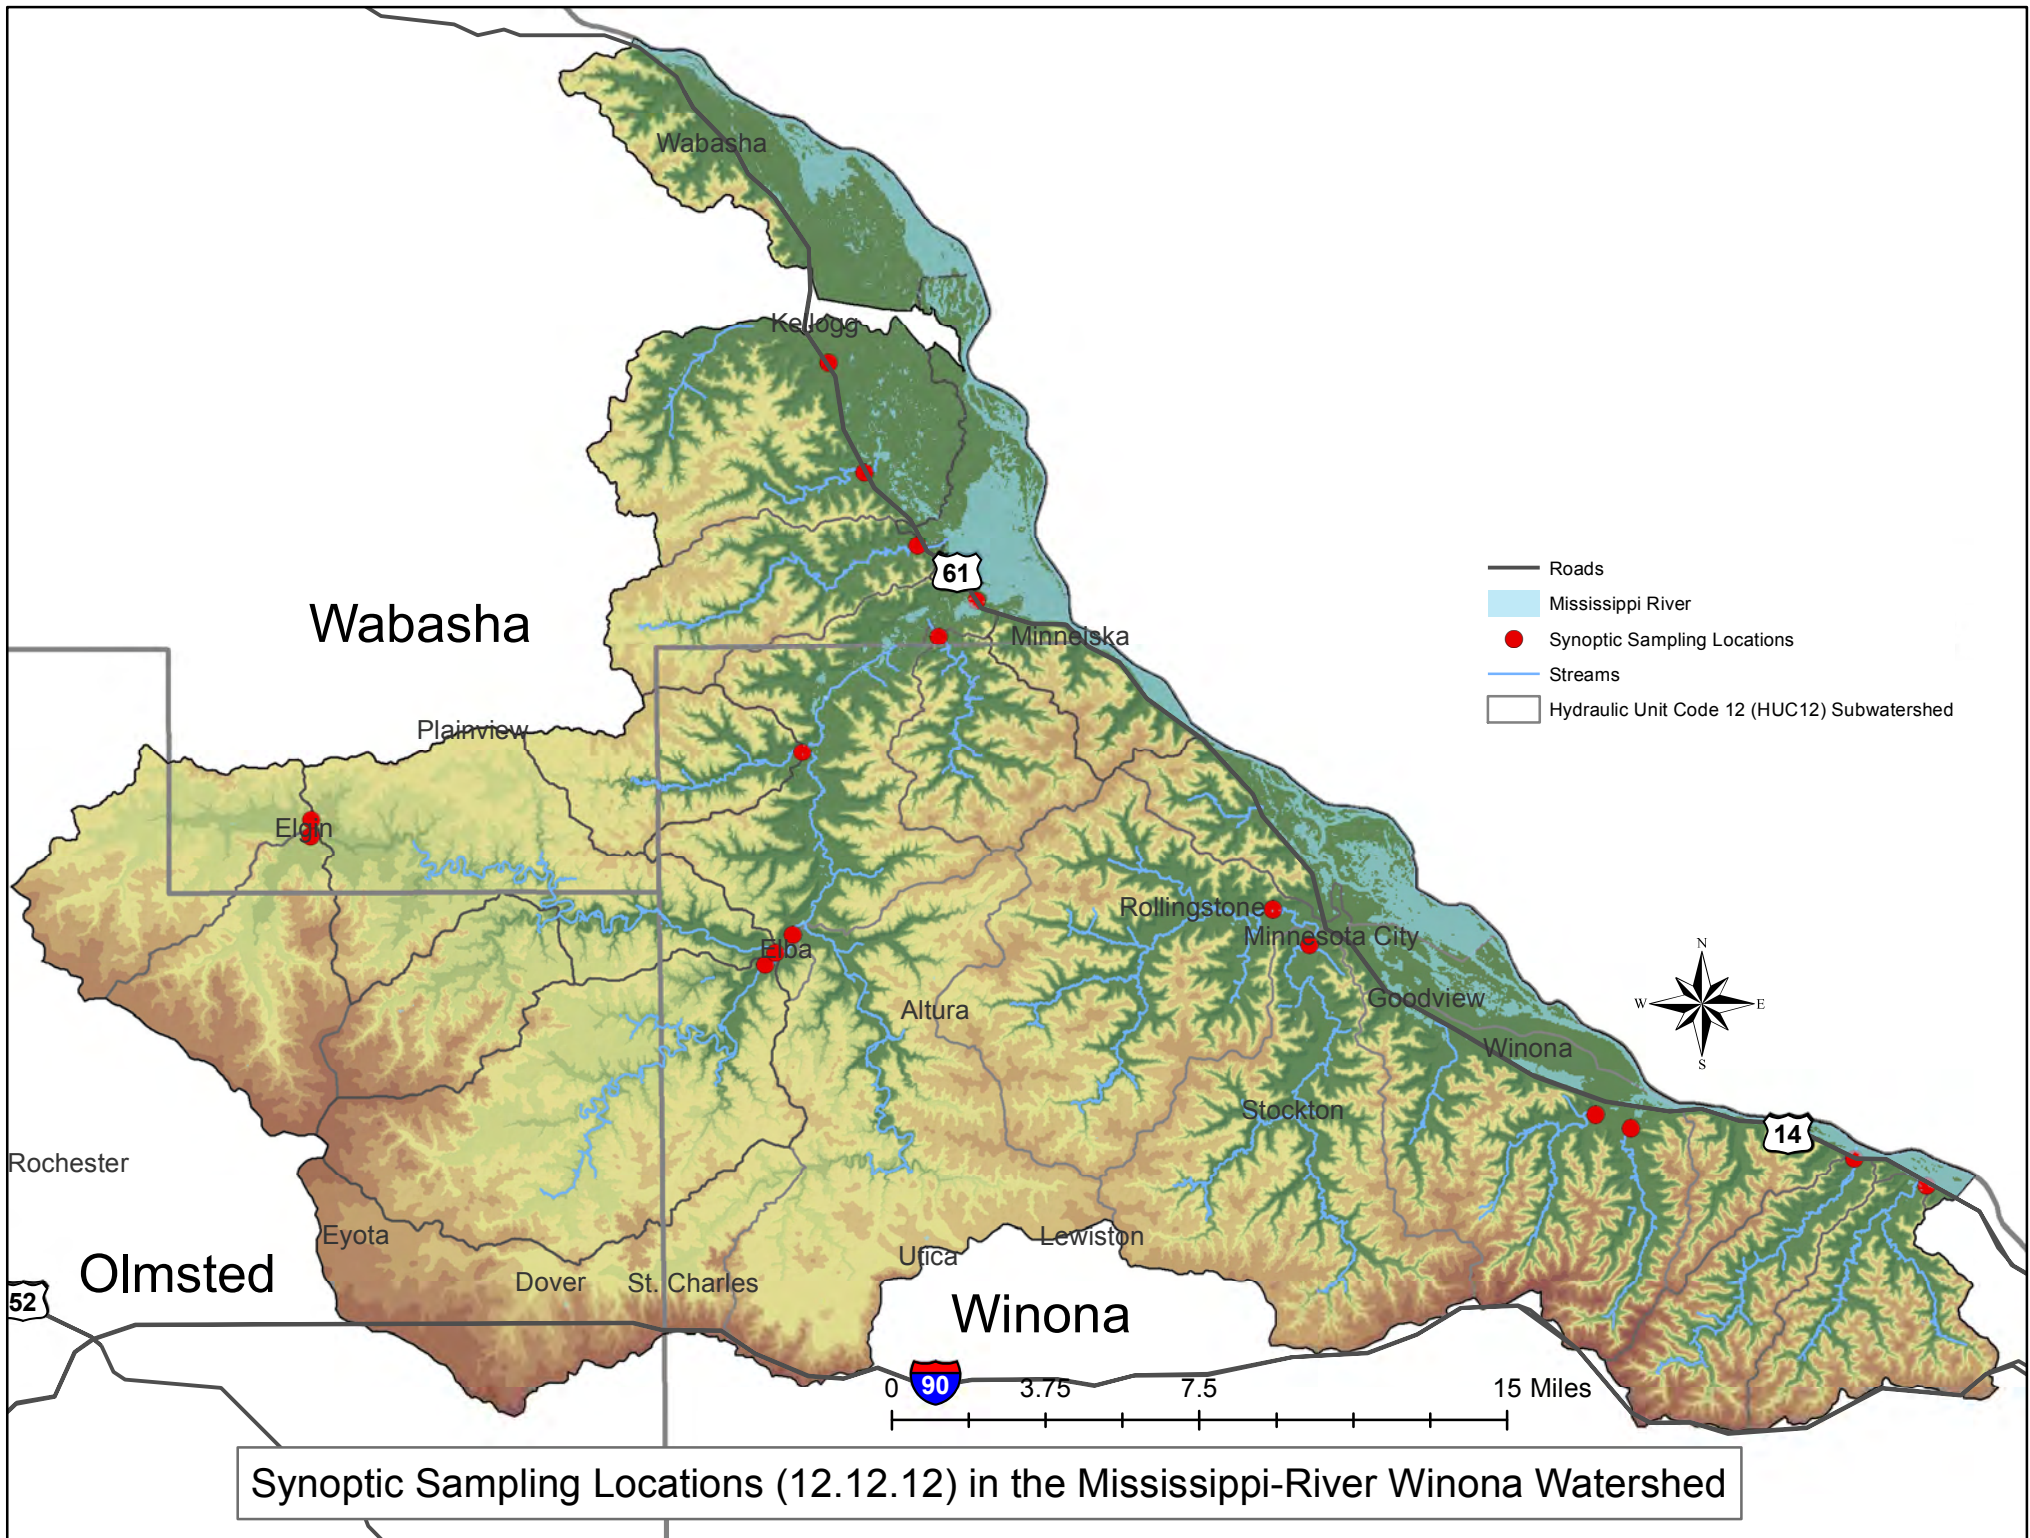 Wabasha
Kellogg
61
Roads
Mississippi River
Synoptic Sampling Locations
Streams
Hydraulic Unit Code 12 (HUC12) Subwatershed
Wabasha
Minneiska
Plainview
Elgin
Rollingstone
Minnesota City
Elba
N
W
E
S
Goodview
Altura
Winona
Stockton
14
Rochester
Eyota
Lewiston
Utica
Olmsted
Dover
St. Charles
52
Winona
90
0 3.75 7.5 15 Miles
Synoptic Sampling Locations (12.12.12) in the Mississippi-River Winona Watershed